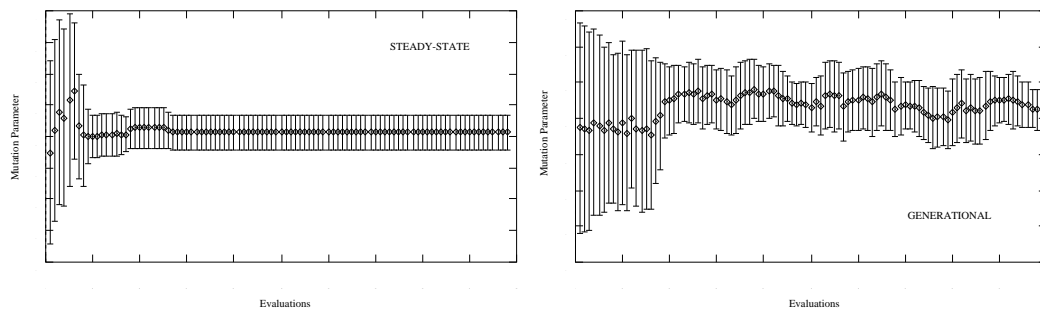 STEADY-STATE
Mutation Parameter
Evaluations
Mutation Parameter
GENERATIONAL
Evaluations